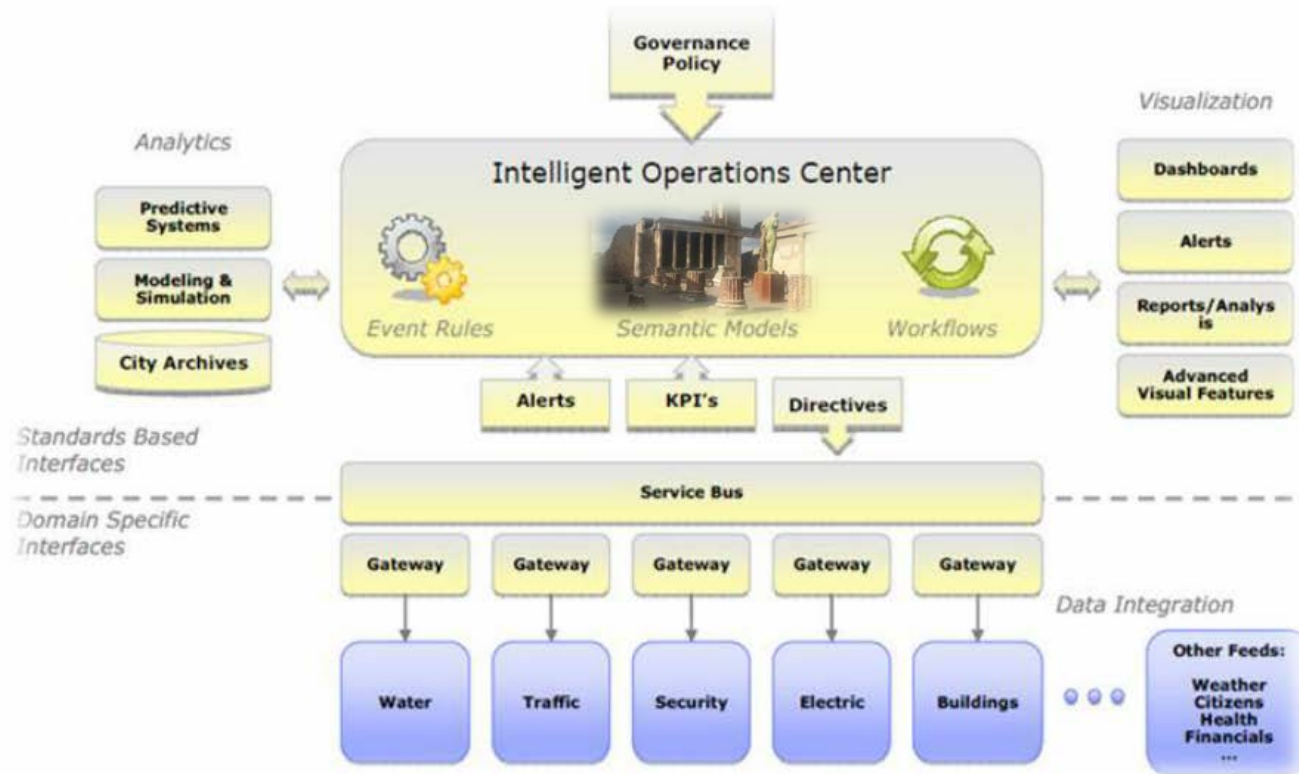 Governance
Policy
Analytics
Visualization
Intelligent Operations Center
Predictive
Systems
Modeling &
Simulation
City Archives
Event Rules
Semantic Models
Workflows
Dashboards
Alerts
Reports/Analys
is
Advanced
Visual Features
Alerts
KPI's
Directives
Standards Based
Interfaces
Service Bus
Domain Specific
Interfaces
Gateway
Gateway
Gateway
Gateway
Gateway
Data Integration
Water
Traffic
Security
Electric
Buildings
Other Feeds:
Weather
Citizens
Health
Financials
...